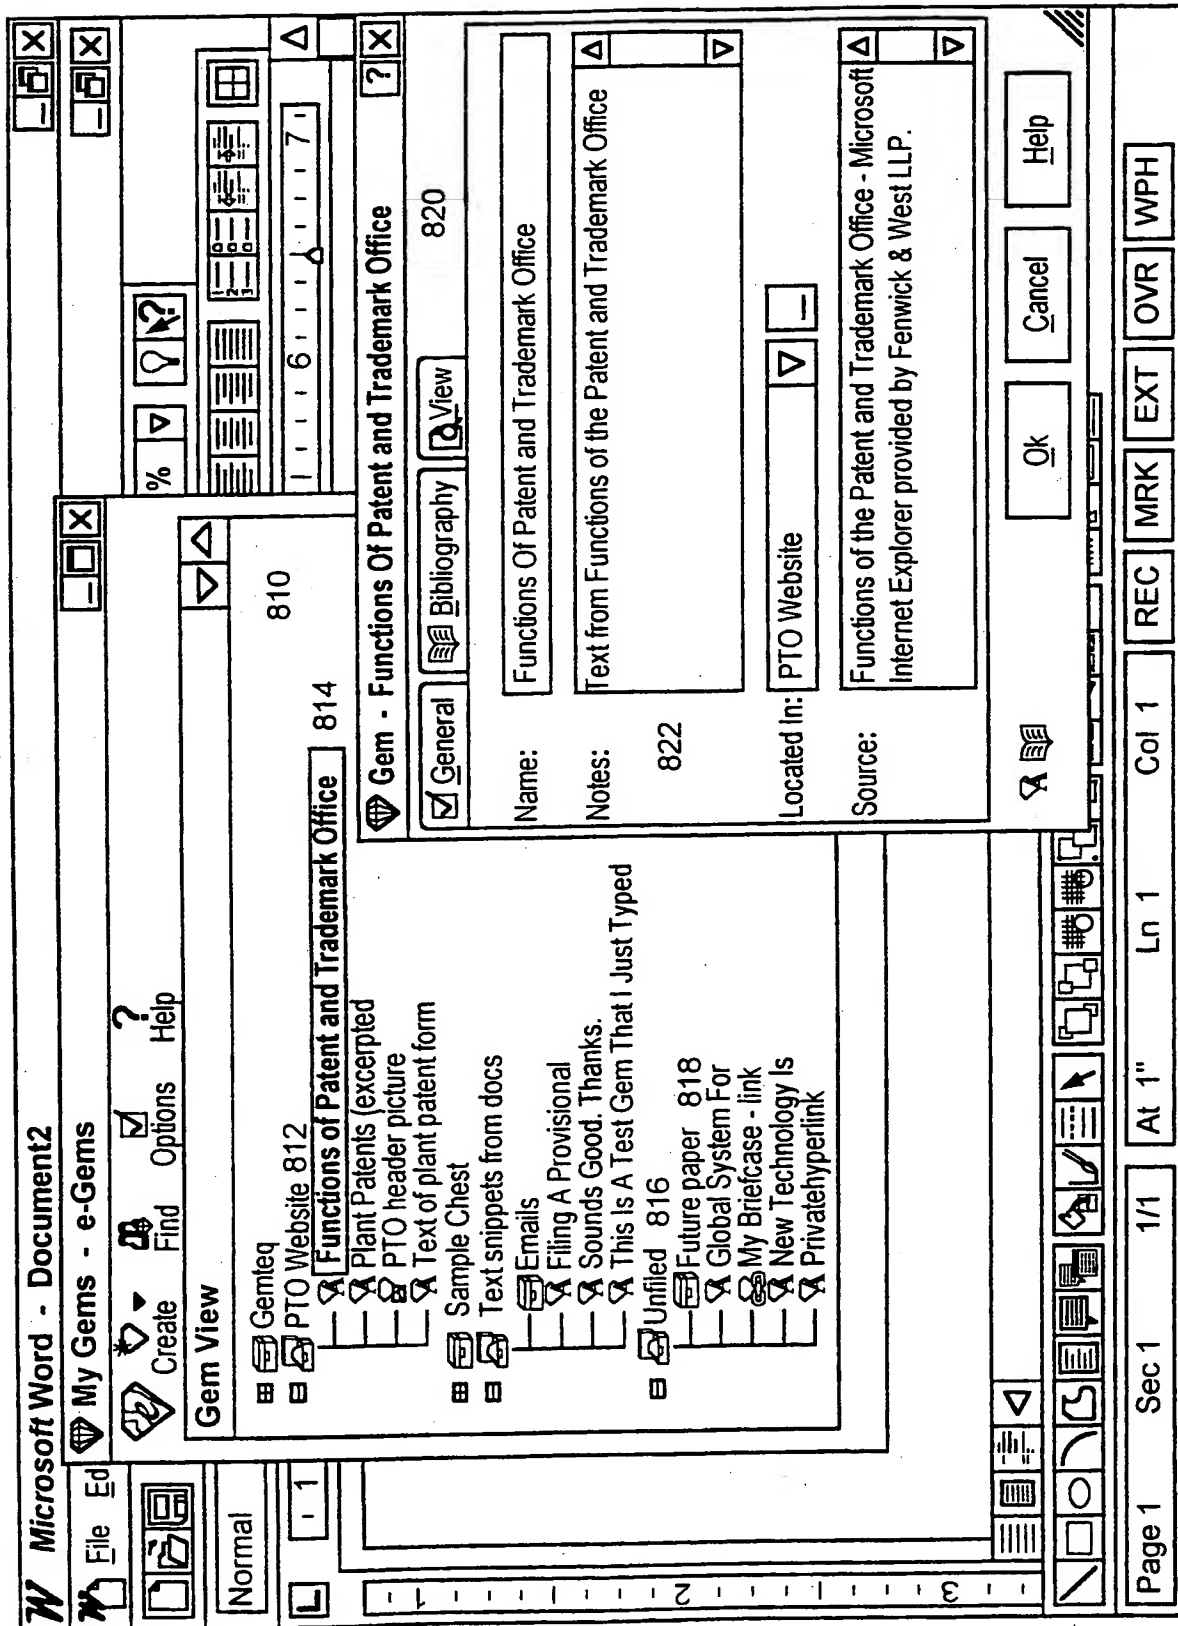 W Microsoft Word - Document2
My Gems - e-Gems
File Ed
Create Find Options Help
%
Normal
Gem View
L 1 6 7
810
Gemteq
PTO Website 812
Functions of Patent and Trademark Office 814
Plant Patents (excerpted
PTO header picture
Text of plant patent form
Sample Chest
Text snippets from docs
Emails
Filing A Provisional
Sounds Good. Thanks.
This Is A Test Gem That I Just Typed
Unfiled 816
Future paper 818
Global System For
My Briefcase - link
New Technology Is
Privatehyperlink
1
2
3
Gem - Functions Of Patent and Trademark Office
?
820
General Bibliography View
Name: Functions Of Patent and Trademark Office
Notes: Text from Functions of the Patent and Trademark Office
822
Located In: PTO Website
Source: Functions of the Patent and Trademark Office - Microsoft
Internet Explorer provided by Fenwick & West LLP.
Ok Cancel Help
Page 1 Sec 1 1/1 At 1" Ln 1 Col 1 REC MRK EXT OVR WPH